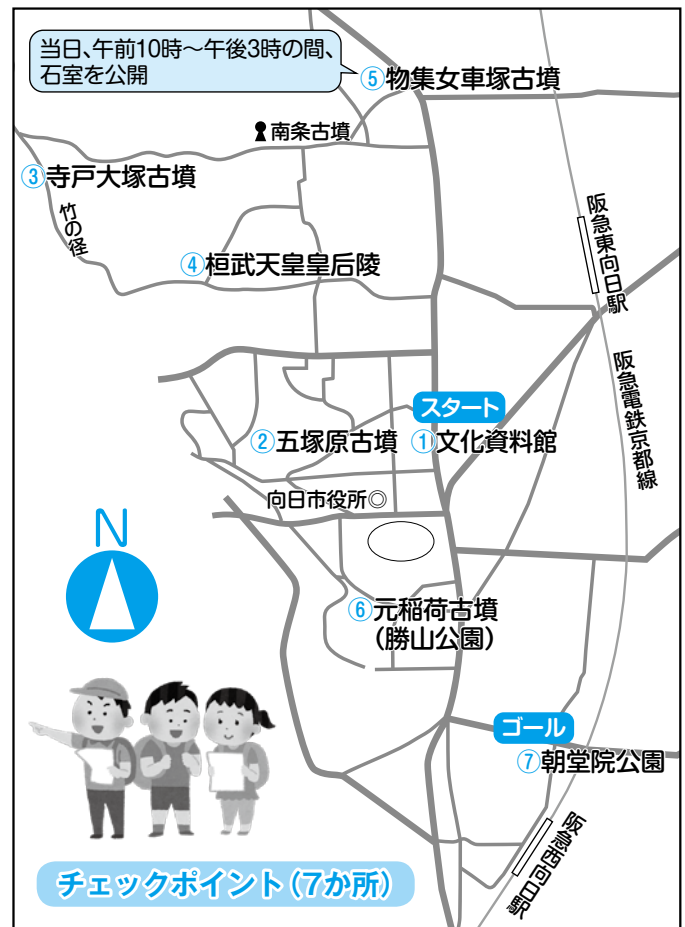 当日、午前10時～午後3時の間、
石室を公開
⑤物集女車塚古墳
南条古墳
③寺戸大塚古墳
竹の径
④桓武天皇皇后陵
阪急東向日駅
阪急電鉄京都線
スタート
②五塚原古墳
①文化資料館
向日市役所◎
N
⑥元稲荷古墳
(勝山公園)
ゴール
⑦朝堂院公園
阪急西向日駅
チェックポイント(7か所)